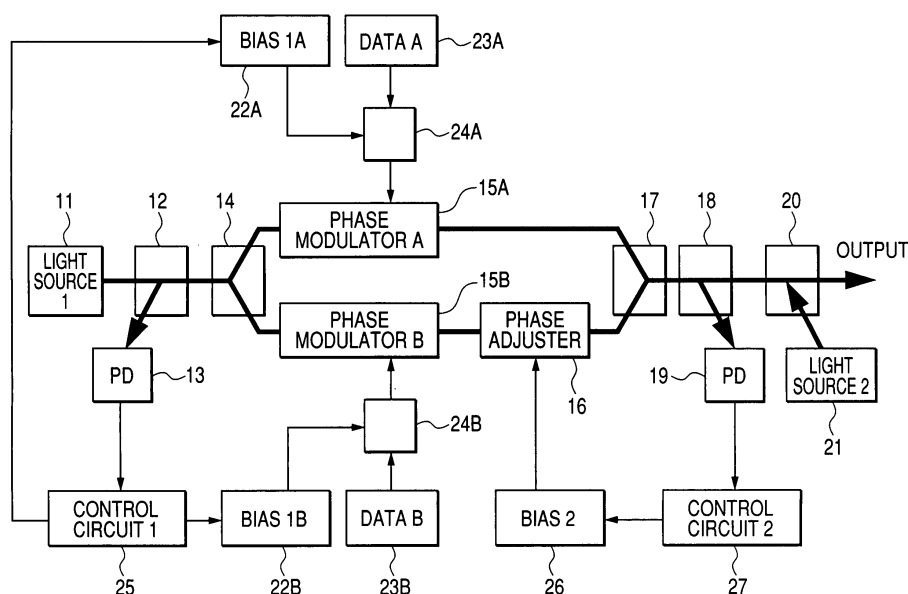 BIAS 1A
DATA A
23A
22A
24A
11
12
14
15A
17
18
20
PHASE
MODULATOR A
OUTPUT
LIGHT
SOURCE
1
15B
PHASE
MODULATOR B
PHASE
ADJUSTER
PD
13
16
19
PD
LIGHT
SOURCE 2
24B
21
CONTROL
CIRCUIT 1
BIAS 1B
DATA B
BIAS 2
CONTROL
CIRCUIT 2
25
22B
23B
26
27